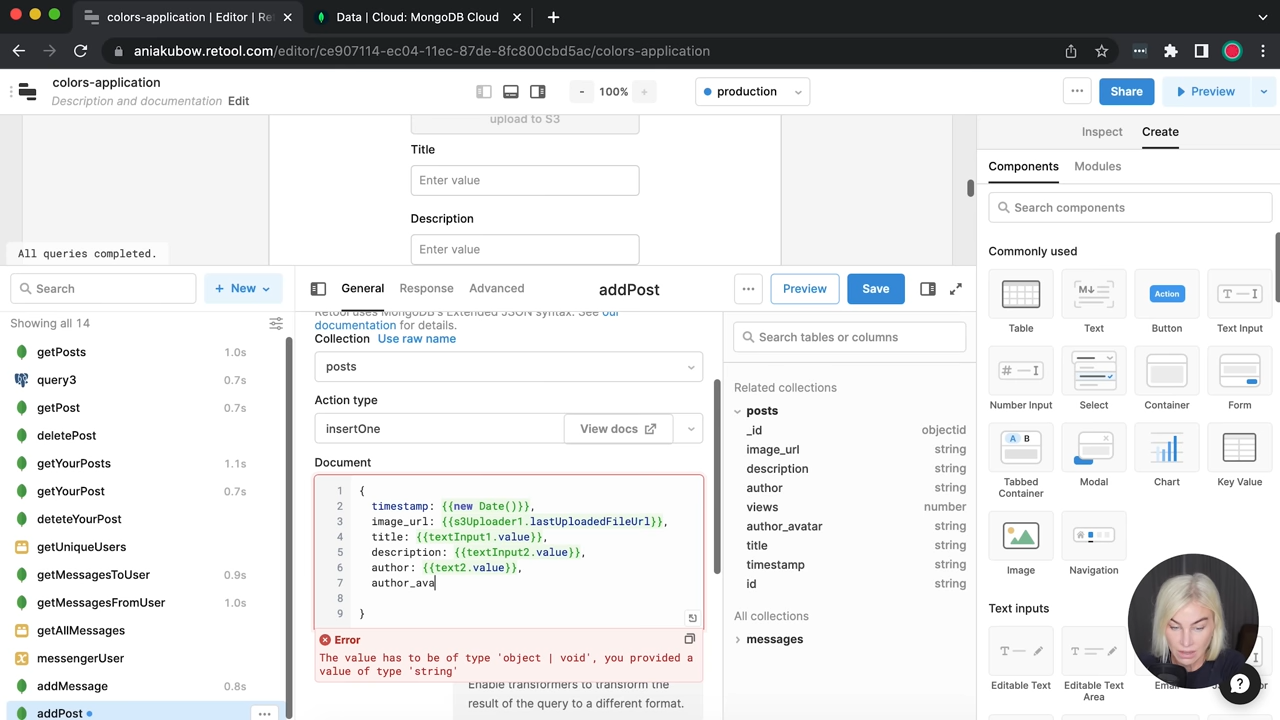 colors-application | Editor | Ret
Data | Cloud: MongoDB Cloud
aniakubow.retool.com/editor/ce907114-ec04-11ec-87de-8fc800cbd5ac/colors-application
colors-application
Description and documentation Edit
- 100% +
production
Share
Preview
upload to S3
Title
Enter value
Description
Enter value
All queries completed.
Inspect Create
Components Modules
Search components
Commonly used
Table Text Button Text Input
Action
Number Input Select Container Form
Tabbed Container Modal Chart Key Value
Image Navigation
Text inputs
Editable Text Editable Text Area
Search
+ New
Showing all 14
getPosts 1.0s
query3 0.7s
getPost 0.7s
deletePost
getYourPosts 1.1s
getYourPost 0.7s
deteteYourPost
getUniqueUsers
getMessagesToUser 0.9s
getMessagesFromUser 1.0s
getAllMessages
messengerUser
addMessage 0.8s
addPost
General Response Advanced
addPost
Preview
Save
Retool uses MongoDB's Extended JSON syntax. See our
documentation for details.
Collection Use raw name
posts
Action type
insertOne
View docs
Document
1 {
2 timestamp: {{new Date()}},
3 image_url: {{s3Uploader1.lastUploadedFileUrl}},
4 title: {{textInput1.value}},
5 description: {{textInput2.value}},
6 author: {{text2.value}},
7 author_ava
8
9 }
Error
The value has to be of type 'object | void', you provided a
value of type 'string'
Enable transformers to transform the
result of the query to a different format.
Search tables or columns
Related collections
posts
_id objectid
image_url string
description string
author string
views number
author_avatar string
title string
timestamp string
id string
All collections
messages